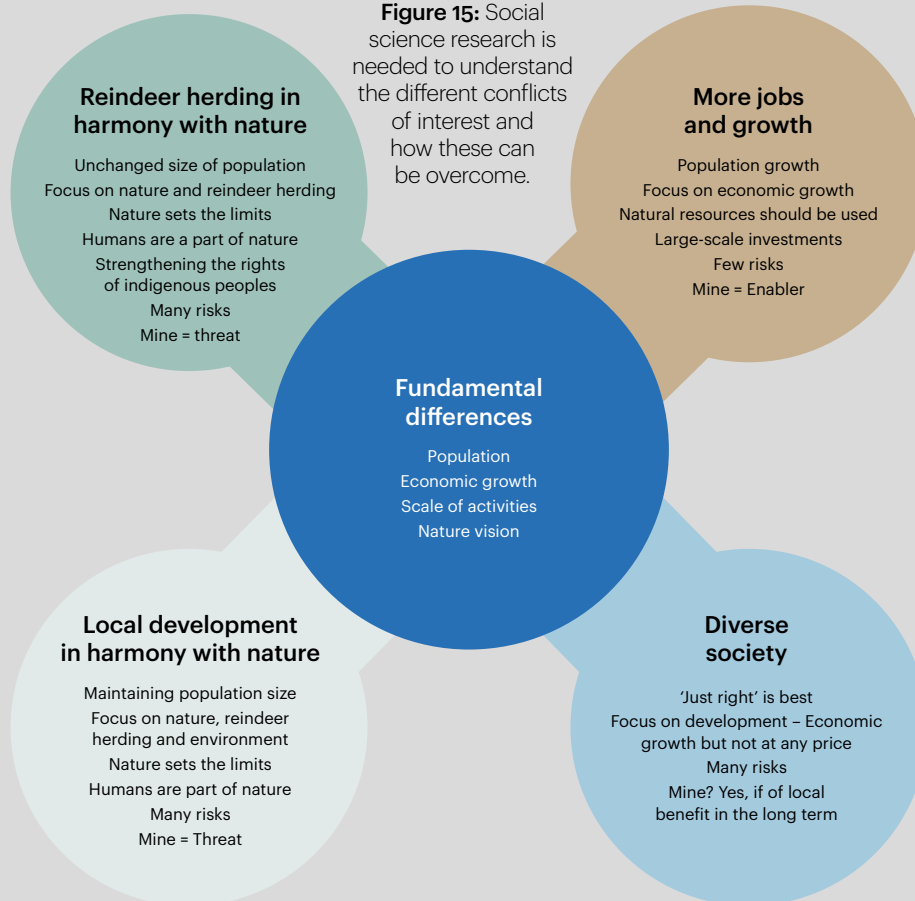 Figure 15: Social
science research is
needed to understand
the different conflicts
of interest and
how these can
be overcome.
Reindeer herding in
harmony with nature
Unchanged size of population
Focus on nature and reindeer herding
Nature sets the limits
Humans are a part of nature
Strengthening the rights
of indigenous peoples
Many risks
Mine = threat
More jobs
and growth
Population growth
Focus on economic growth
Natural resources should be used
Large-scale investments
Few risks
Mine = Enabler
Fundamental
differences
Population
Economic growth
Scale of activities
Nature vision
Local development
in harmony with nature
Maintaining population size
Focus on nature, reindeer
herding and environment
Nature sets the limits
Humans are part of nature
Many risks
Mine = Threat
Diverse
society
‘Just right’ is best
Focus on development – Economic
growth but not at any price
Many risks
Mine? Yes, if of local
benefit in the long term